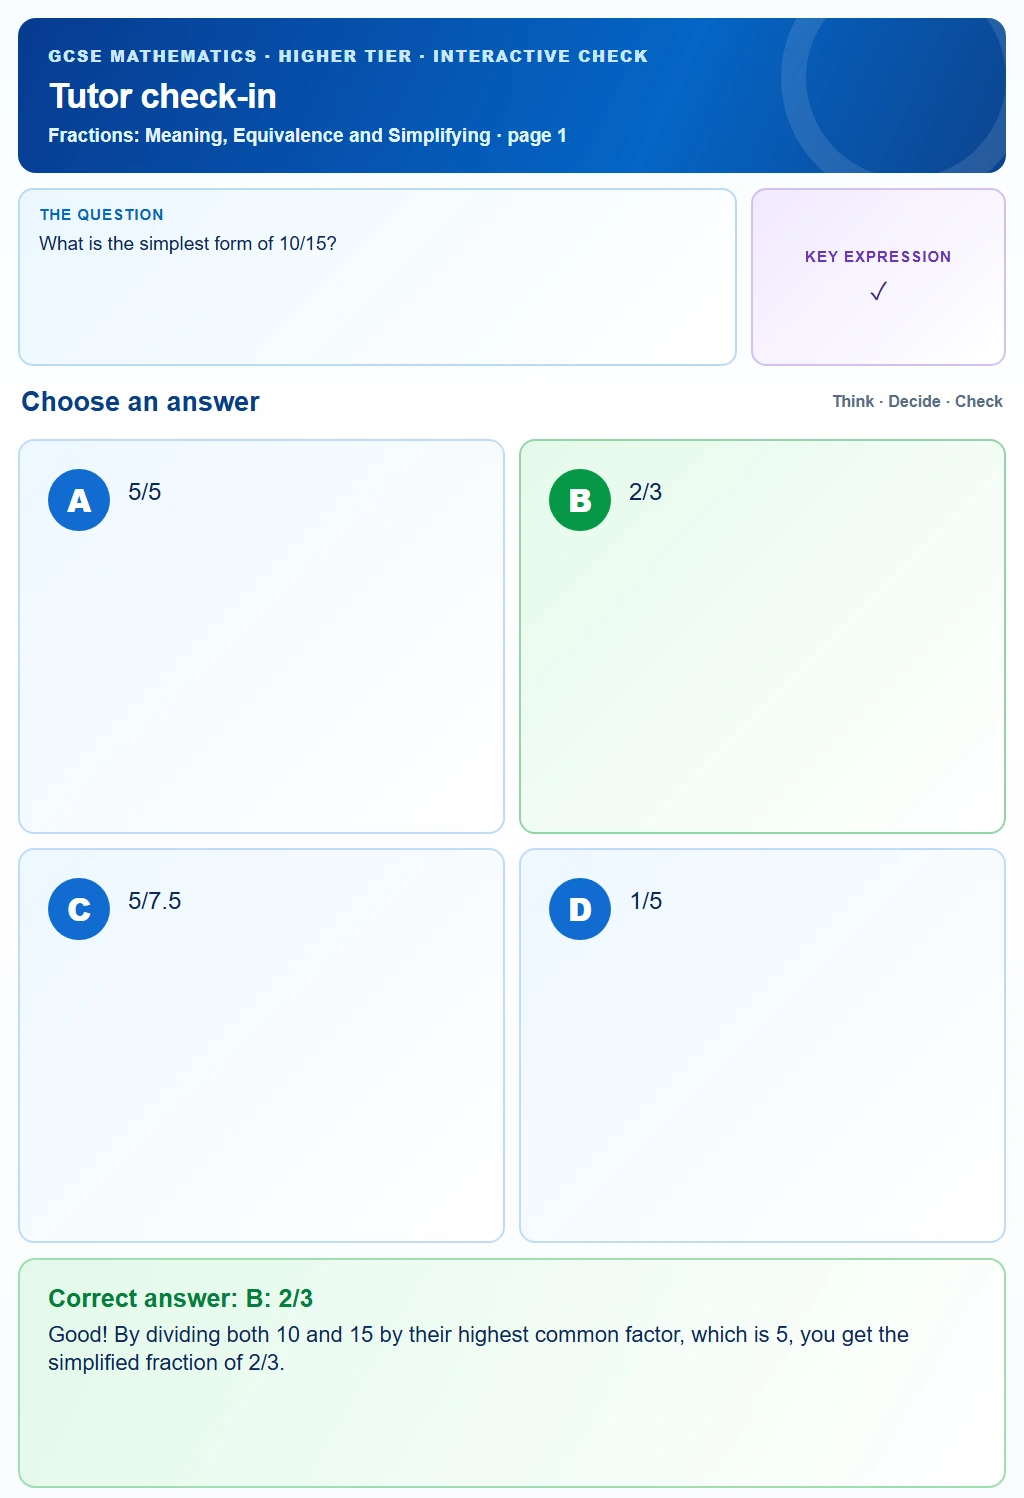 GCSE MATHEMATICS · HIGHER TIER · INTERACTIVE CHECK
Tutor check-in
Fractions: Meaning, Equivalence and Simplifying · page 1
THE QUESTION
What is the simplest form of 10/15?
KEY EXPRESSION
✓
Choose an answer
Think · Decide · Check
A
5/5
B
2/3
C
5/7.5
D
1/5
Correct answer: B: 2/3
Good! By dividing both 10 and 15 by their highest common factor, which is 5, you get the
simplified fraction of 2/3.